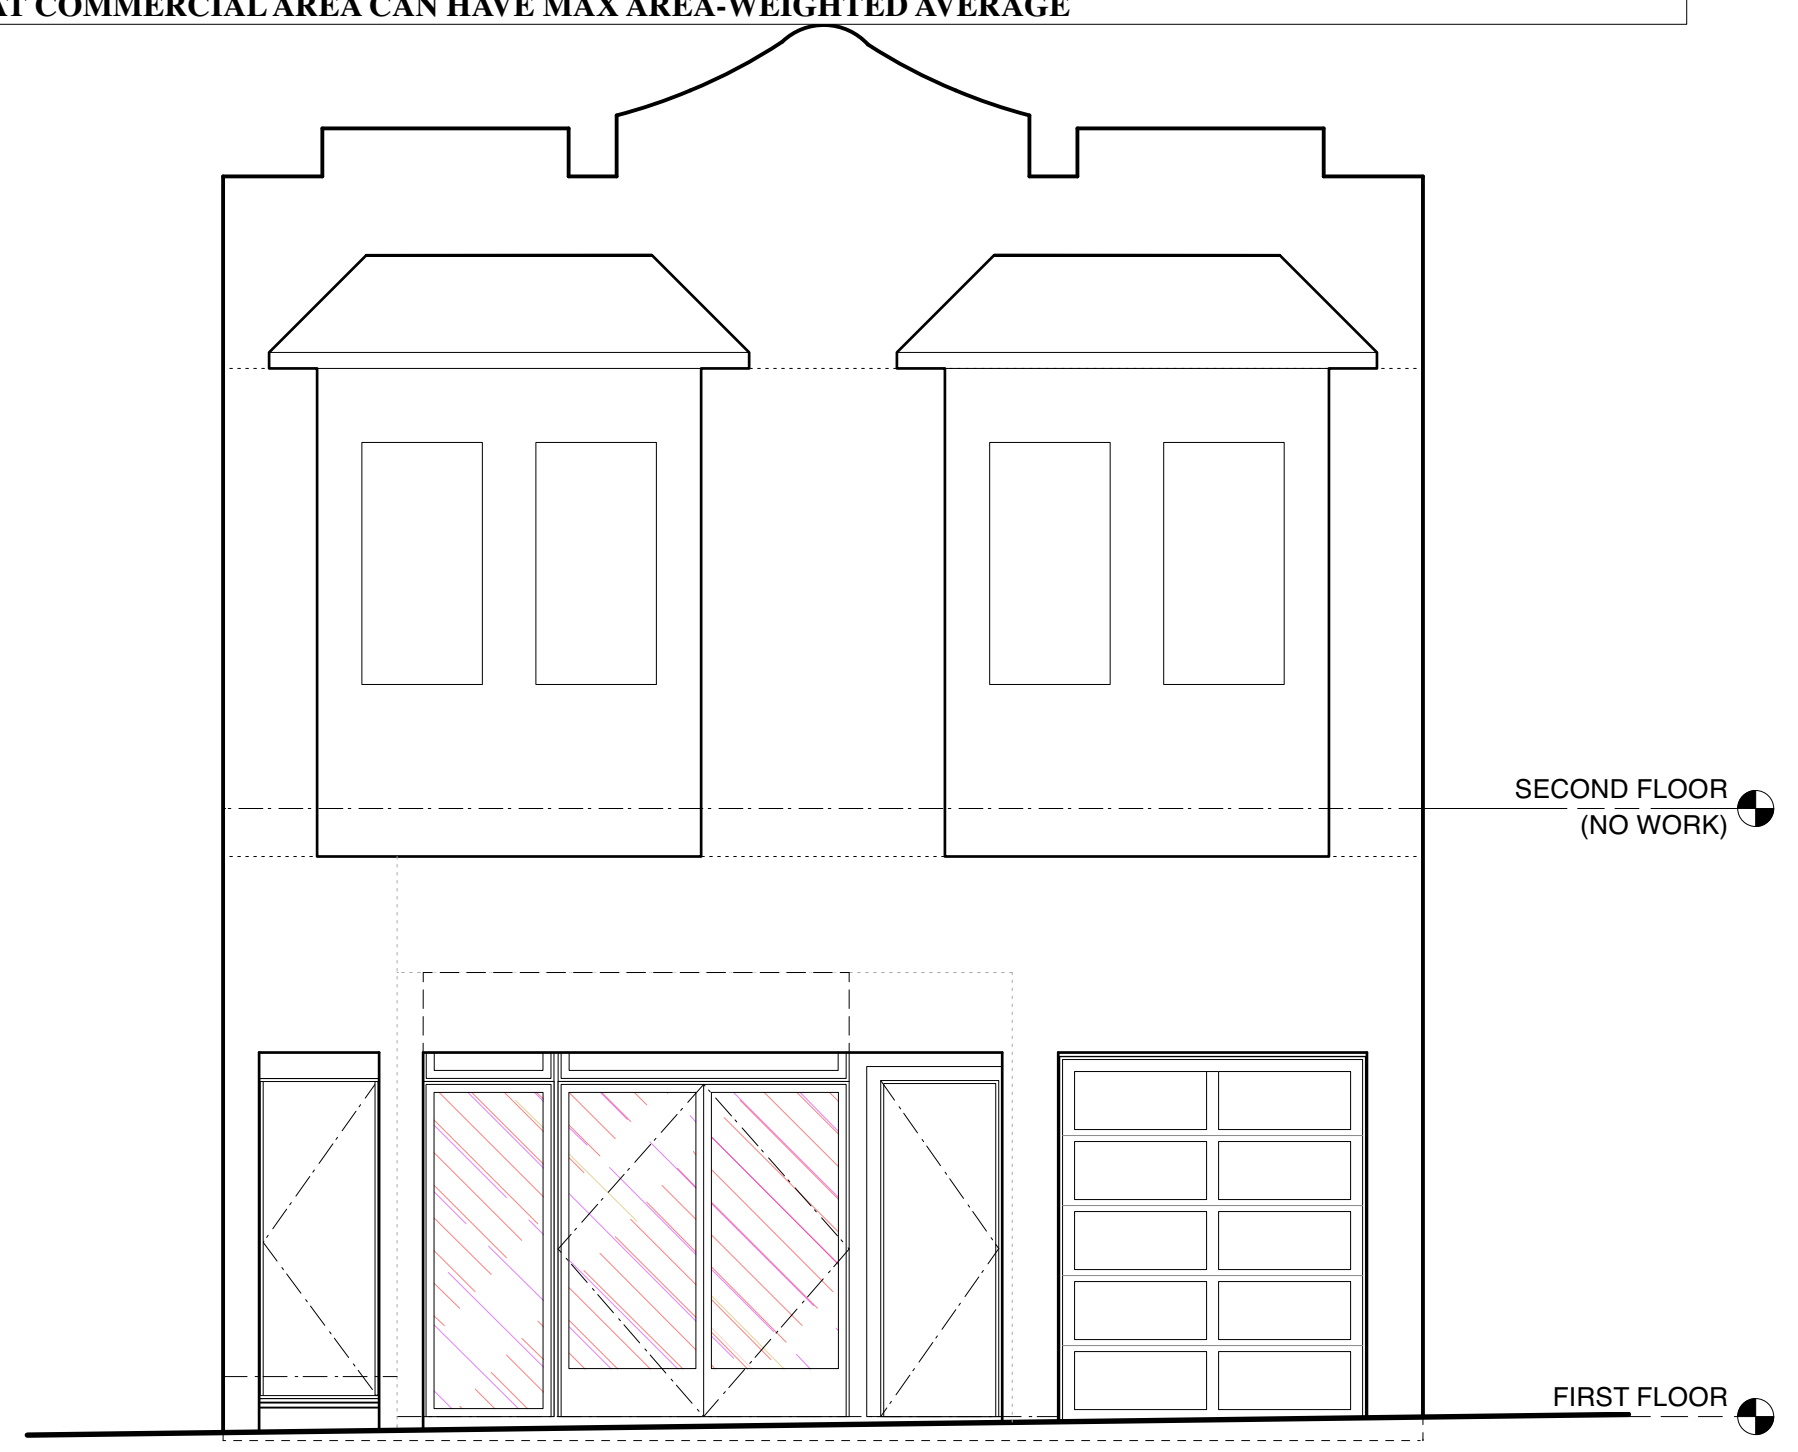 AT COMMERCIAL AREA CAN HAVE MAX AREA-WEIGHTED AVERAGE
SECOND FLOOR
(NO WORK)
FIRST FLOOR